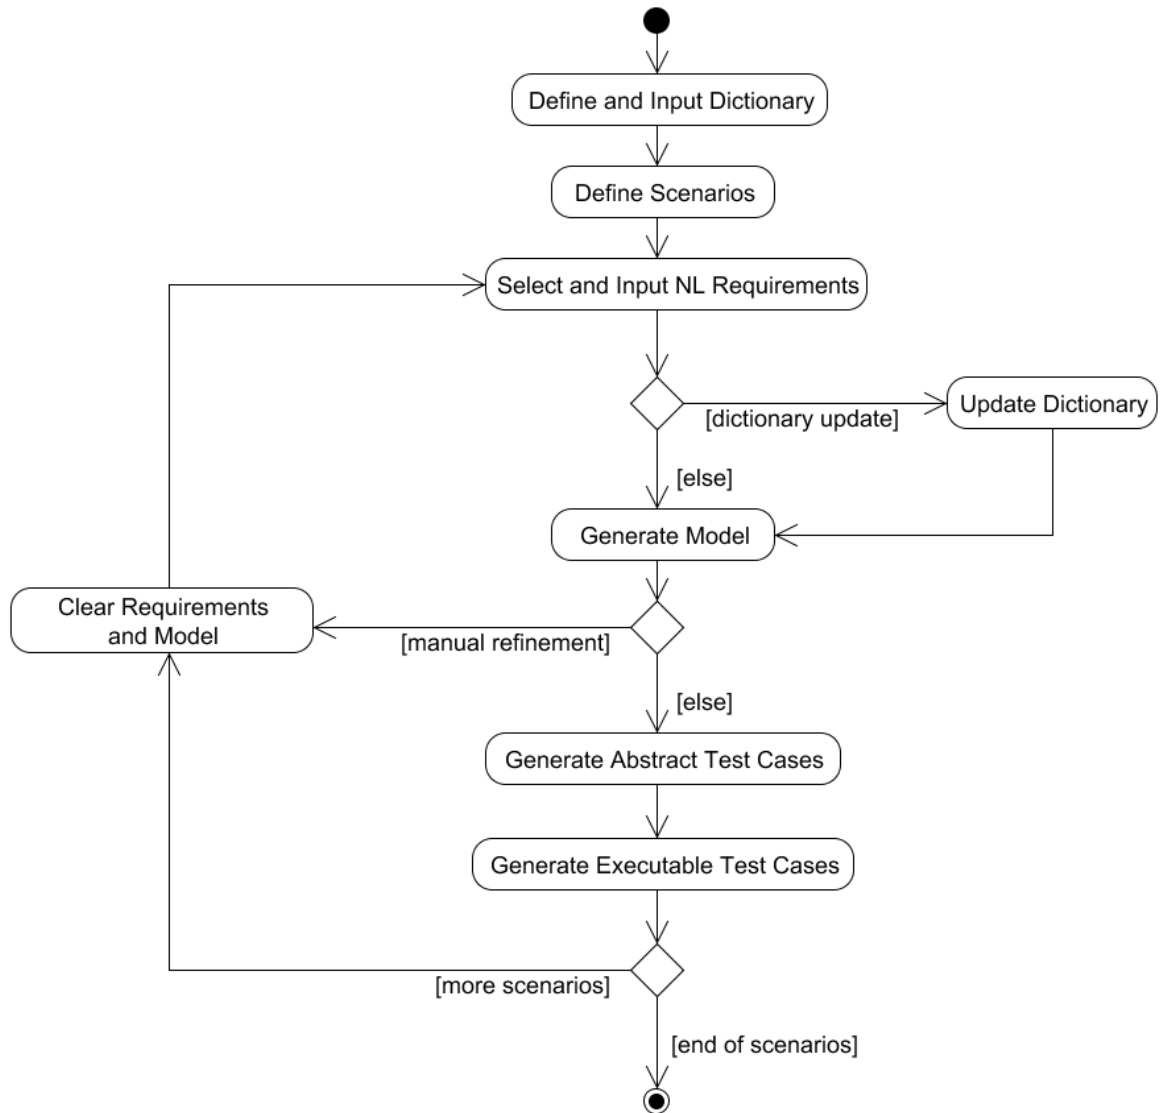 Define and Input Dictionary
Define Scenarios
Select and Input NL Requirements
[dictionary update]
Update Dictionary
[else]
Generate Model
Clear Requirements
and Model
[manual refinement]
[else]
Generate Abstract Test Cases
Generate Executable Test Cases
[more scenarios]
[end of scenarios]